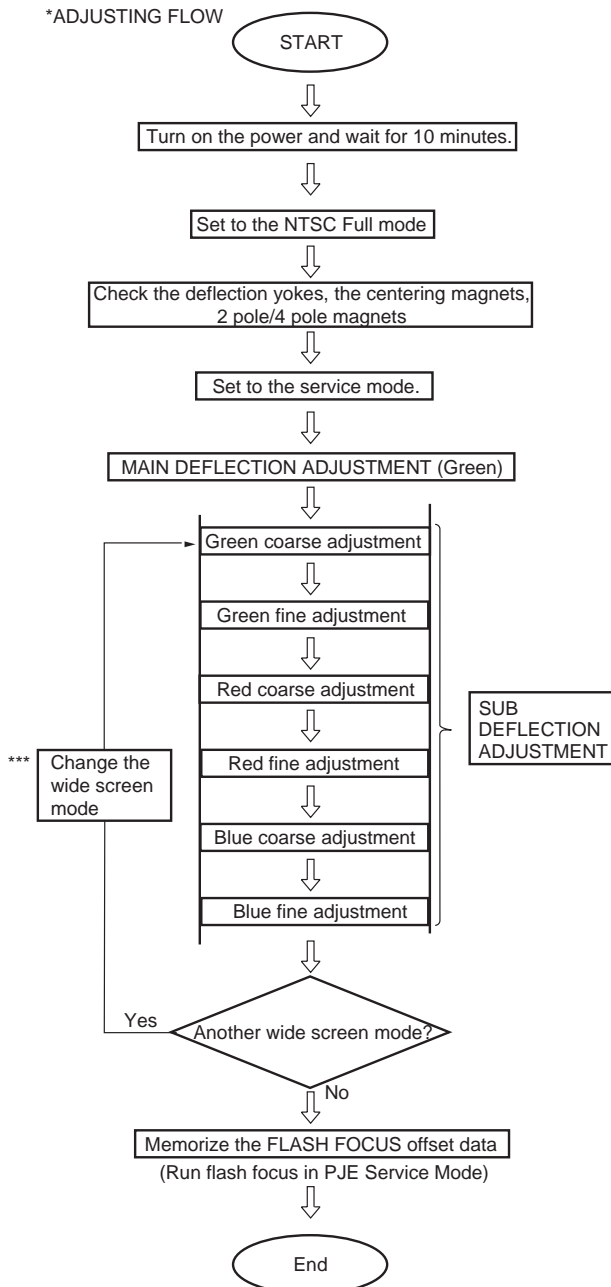 *ADJUSTING FLOW
START
Turn on the power and wait for 10 minutes.
Set to the NTSC Full mode
Check the deflection yokes, the centering magnets,
2 pole/4 pole magnets
Set to the service mode.
MAIN DEFLECTION ADJUSTMENT (Green)
Green coarse adjustment
Green fine adjustment
Red coarse adjustment
Red fine adjustment
Blue coarse adjustment
Blue fine adjustment
SUB
DEFLECTION
ADJUSTMENT
***
Change the
wide screen
mode
Another wide screen mode?
Yes
No
Memorize the FLASH FOCUS offset data
(Run flash focus in PJE Service Mode)
End